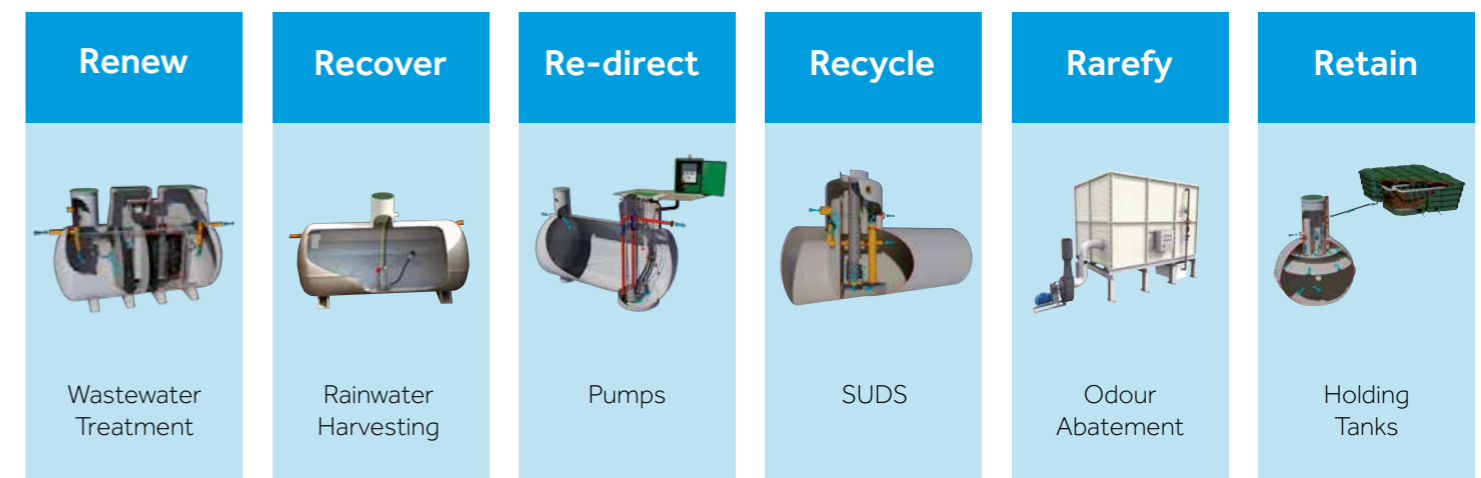 Renew
Wastewater
Treatment
Recover
Rainwater
Harvesting
Re-direct
Pumps
Recycle
SUDS
Rarefy
Odour
Abatement
Retain
Holding
Tanks